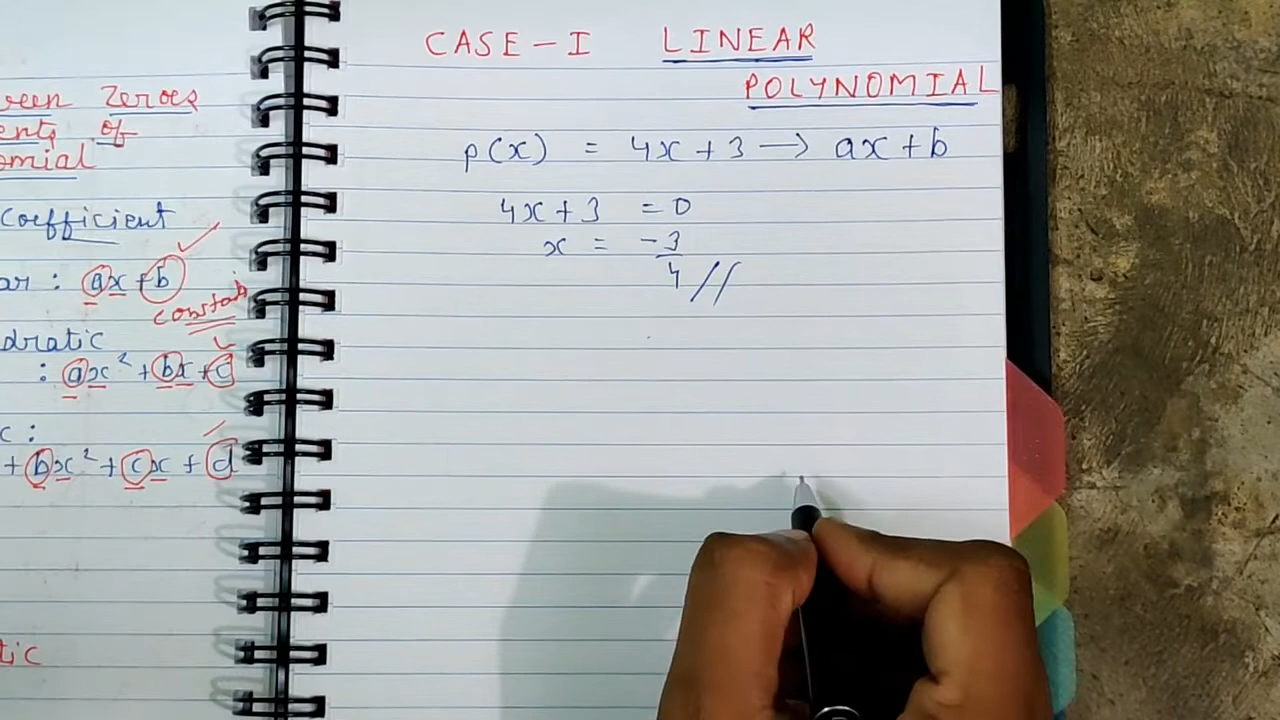 Zeroes
of
coefficient
: ax + b
constant
: ax² + bx + c
c :
+ bx² + cx + d
tic
CASE – I LINEAR
POLYNOMIAL
p(x) = 4x + 3 → ax + b
4x + 3 = 0
x = -3
4 //